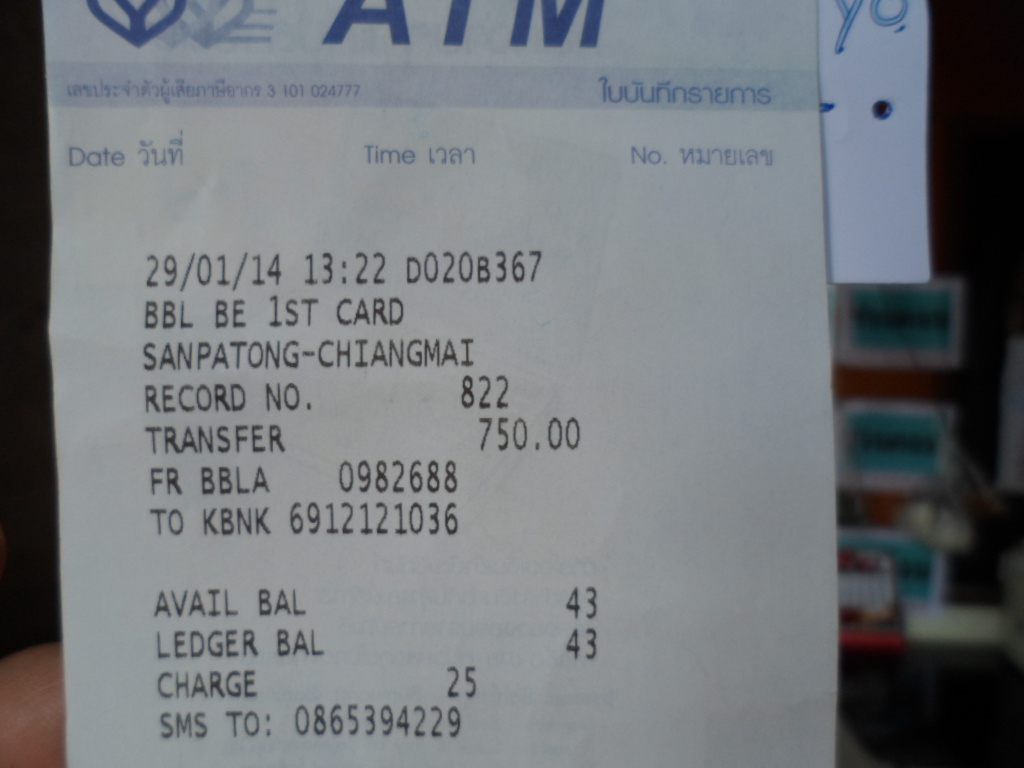 ATM
เลขประจำตัวผู้เสียภาษีอากร 3 101 024777 ใบบันทึกรายการ
Date วันที่ Time เวลา No. หมายเลข
29/01/14 13:22 D020B367
BBL BE 1ST CARD
SANPATONG-CHIANGMAI
RECORD NO. 822
TRANSFER 750.00
FR BBLA 0982688
TO KBNK 6912121036
AVAIL BAL 43
LEDGER BAL 43
CHARGE 25
SMS TO: 0865394229